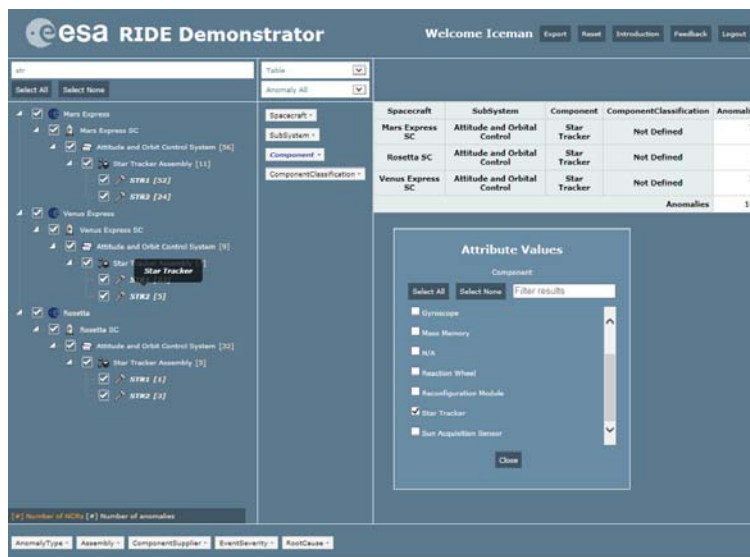 esa RIDE Demonstrator
Welcome Iceman Export Reset Introduction Feedback Logout
str
Select All Select None
Mars Express
Mars Express SC
Attitude and Orbit Control System [56]
Star Tracker Assembly [11]
STR1 [52]
STR2 [24]
Venus Express
Venus Express SC
Attitude and Orbit Control System [9]
Star
Star Tracker
STR2 [5]
Rosetta
Rosetta SC
Attitude and Orbit Control System [32]
Star Tracker Assembly [5]
STR1 [1]
STR2 [3]
[#] Number of NCRs [#] Number of anomalies
Table
Anomaly All
Spacecraft
SubSystem
Component
ComponentClassification
Spacecraft SubSystem Component ComponentClassification Anomali
Mars Express SC Attitude and Orbital Control Star Tracker Not Defined
Rosetta SC Attitude and Orbital Control Star Tracker Not Defined
Venus Express SC Attitude and Orbital Control Star Tracker Not Defined
Anomalies
Attribute Values
Component
Select All Select None Filter results
Gyroscope
Mass Memory
N/A
Reaction Wheel
Reconfiguration Module
Star Tracker
Sun Acquisition Sensor
Close
AnomalyType Assembly ComponentSupplier EventSeverity RootCause